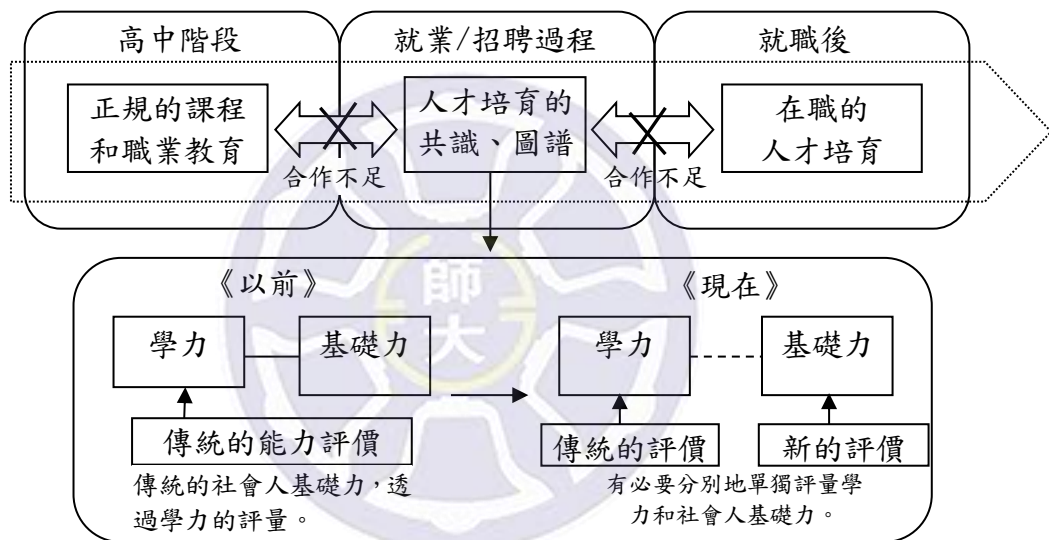 高中階段
就業/招聘過程
就職後
正規的課程
和職業教育
人才培育的
共識、圖譜
在職的
人才培育
合作不足
合作不足
《以前》
《現在》
師
大
學力
基礎力
學力
基礎力
傳統的能力評價
傳統的評價
新的評價
傳統的社會人基礎力，透
過學力的評量。
有必要分別地單獨評量學
力和社會人基礎力。